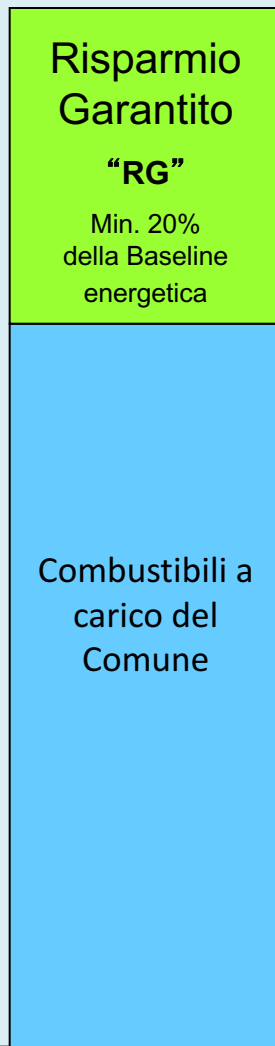 Risparmio
Garantito
“RG”
Min. 20%
della Baseline
energetica
Combustibili a
carico del
Comune